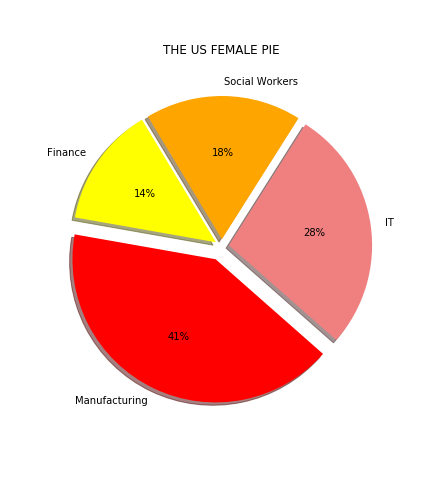 THE US FEMALE PIE
Social Workers
Finance
18%
14%
IT
28%
41%
Manufacturing